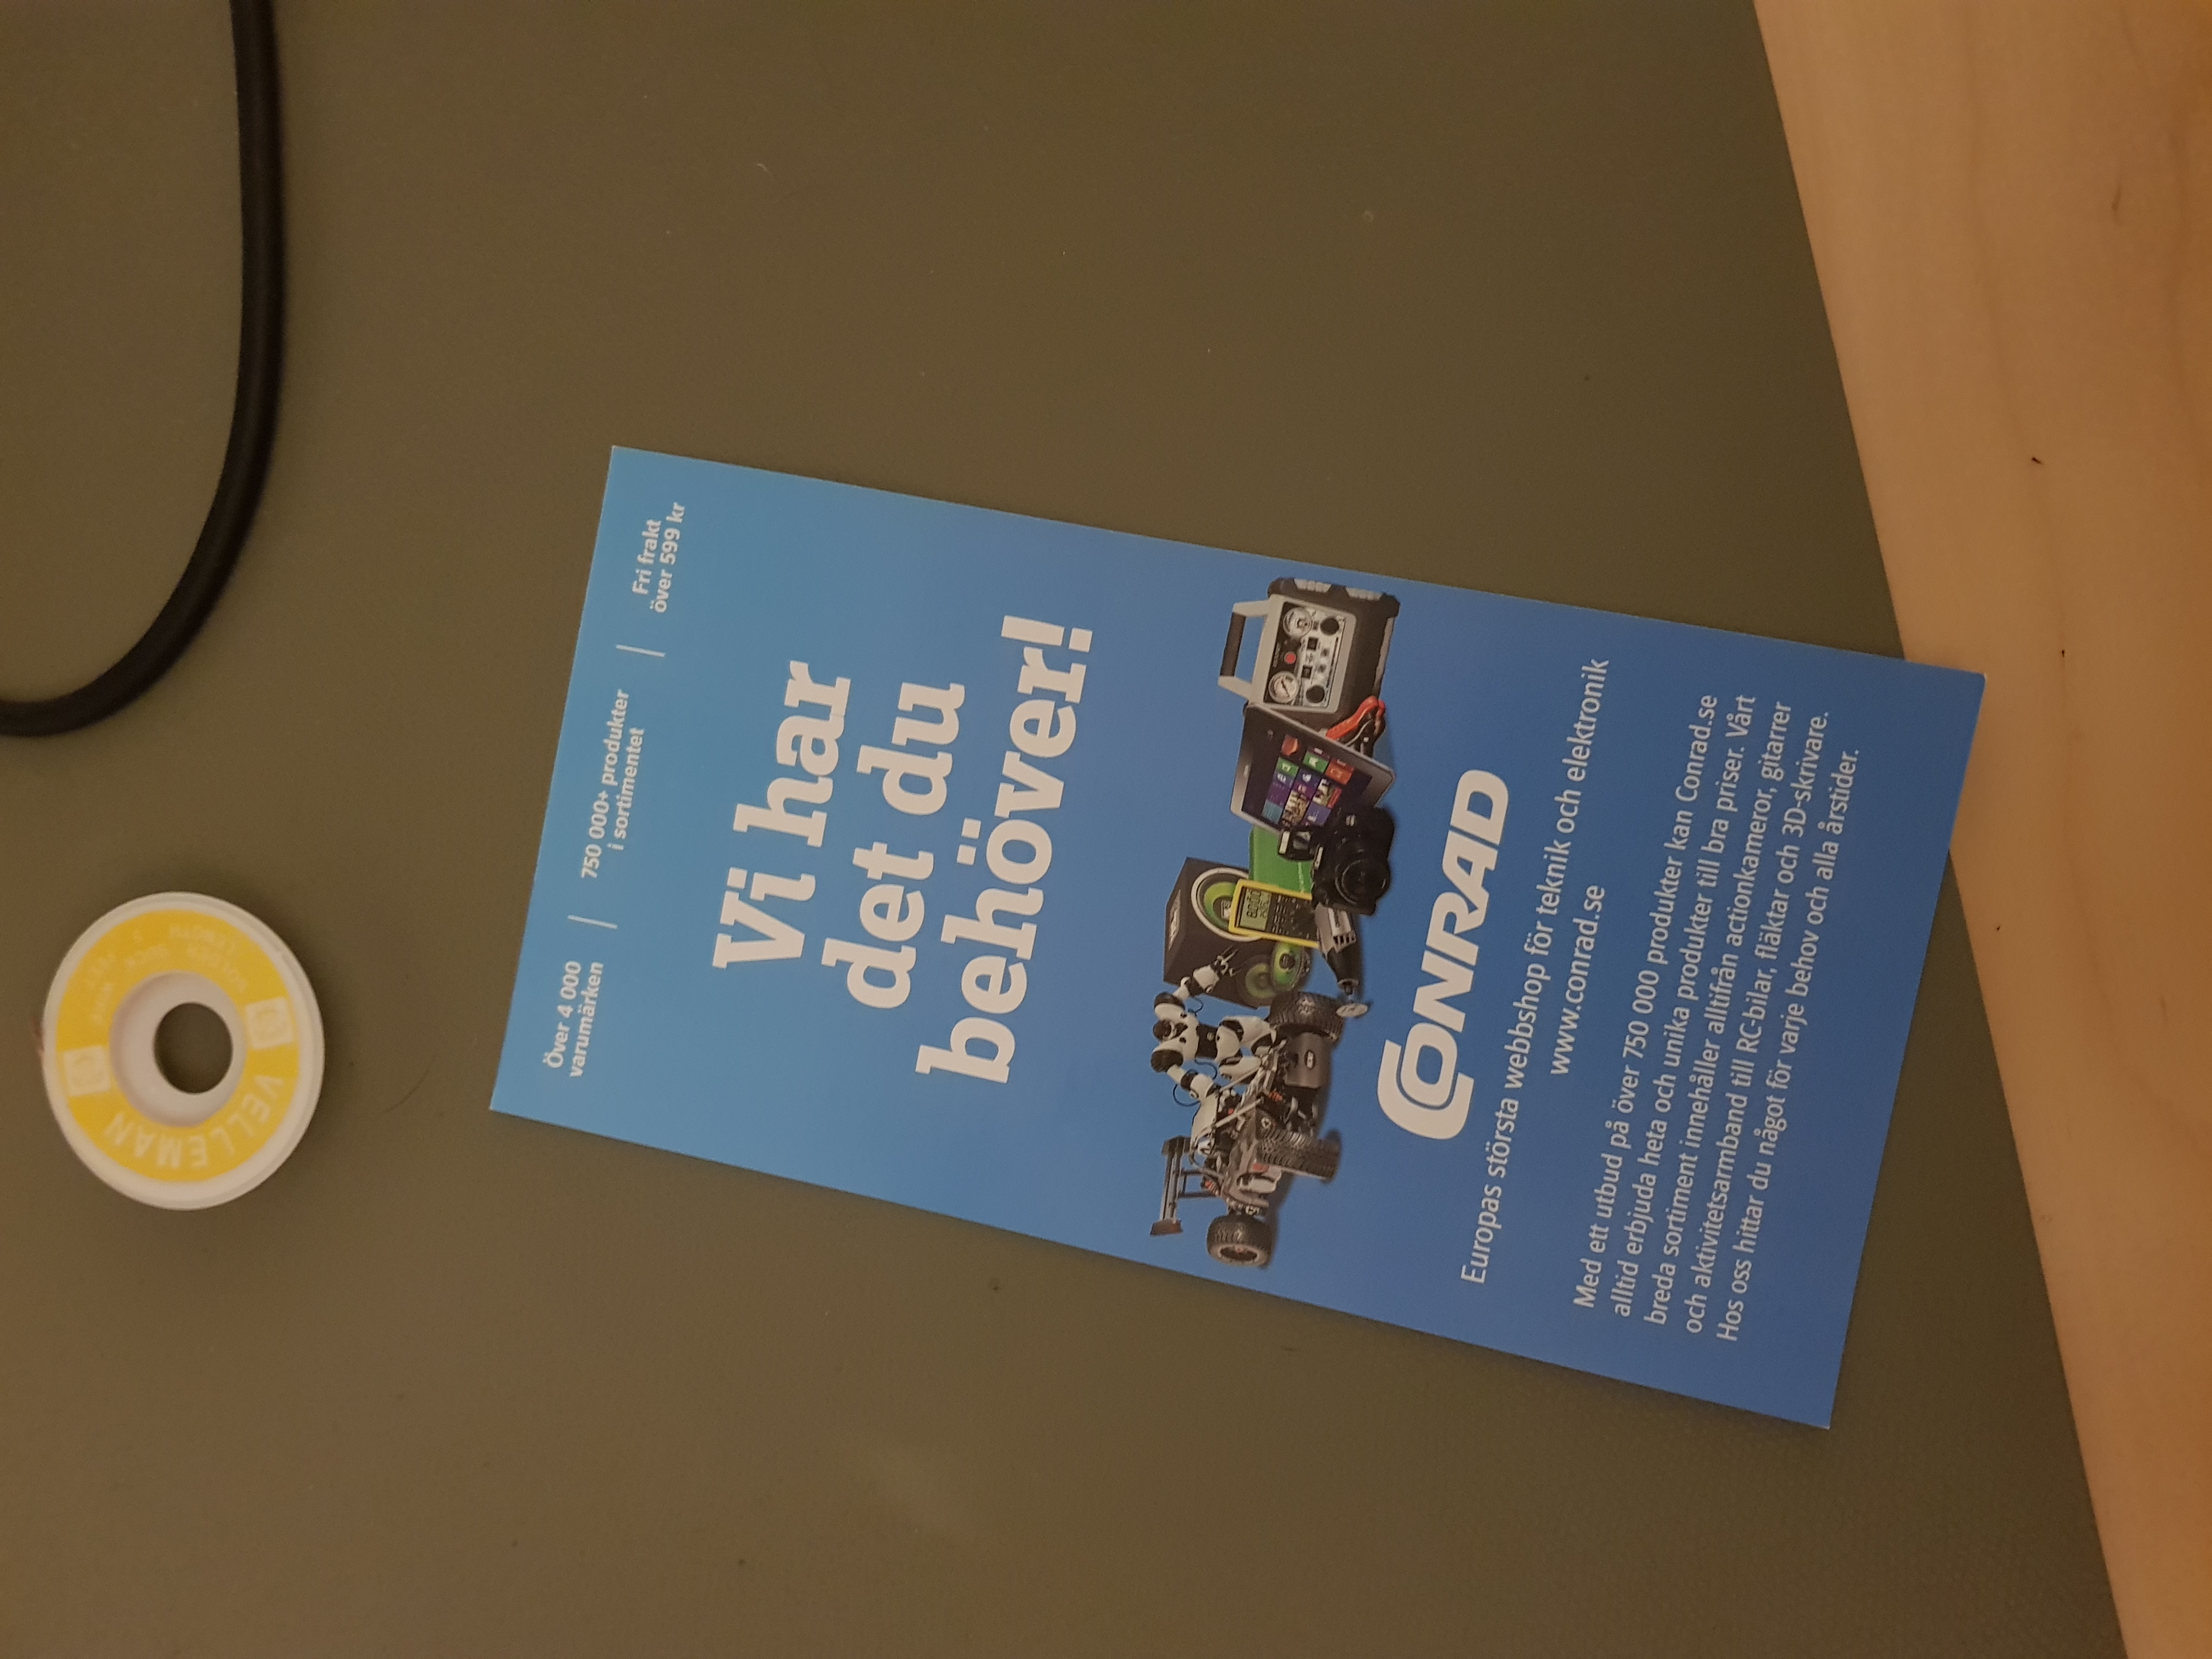 VELLEMAN
SOLDER
LENGTH
Över 4 000
varumärken
750 000+ produkter
i sortimentet
Fri frakt
över 599 kr
Vi har
det du
behöver!
CONRAD
Europas största webbshop för teknik och elektronik
www.conrad.se
Med ett utbud på över 750 000 produkter kan Conrad.se
alltid erbjuda heta och unika produkter till bra priser. Vårt
breda sortiment innehåller alltifrån actionkameror, gitarrer
och aktivitetsarmband till RC-bilar, fläktar och 3D-skrivare.
Hos oss hittar du något för varje behov och alla årstider.